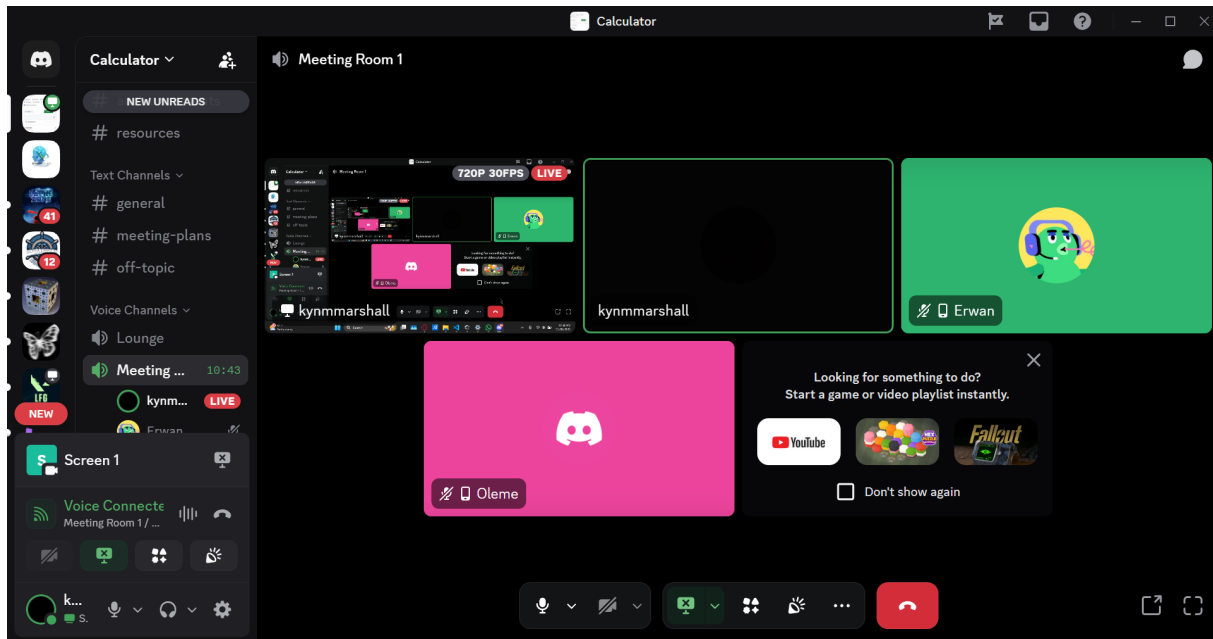 Calculator
Calculator
Meeting Room 1
NEW UNREADS
resources
Text Channels
general
meeting-plans
off-topic
Voice Channels
Lounge
Meeting ... 10:43
kynm... LIVE
Erwan
41
12
LFG
NEW
S Screen 1
Voice Connecte
Meeting Room 1 / ...
k...
S.
720P 30FPS LIVE
kynmmarshall
kynmmarshall
Erwan
Oleme
Looking for something to do?
Start a game or video playlist instantly.
YouTube
Fallout
Don't show again